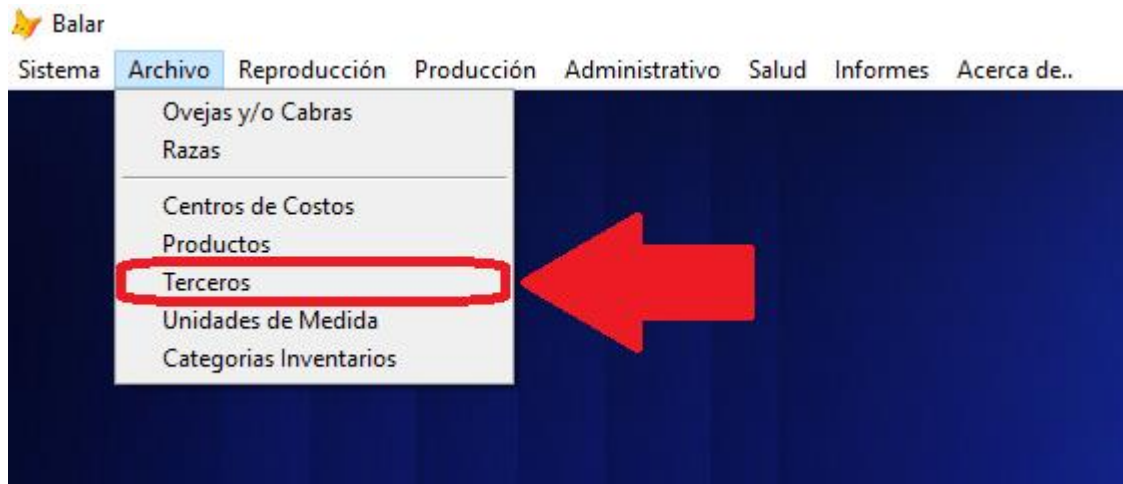 Balar
Sistema Archivo Reproducción Producción Administrativo Salud Informes Acerca de..
Ovejas y/o Cabras
Razas
Centros de Costos
Productos
Terceros
Unidades de Medida
Categorias Inventarios